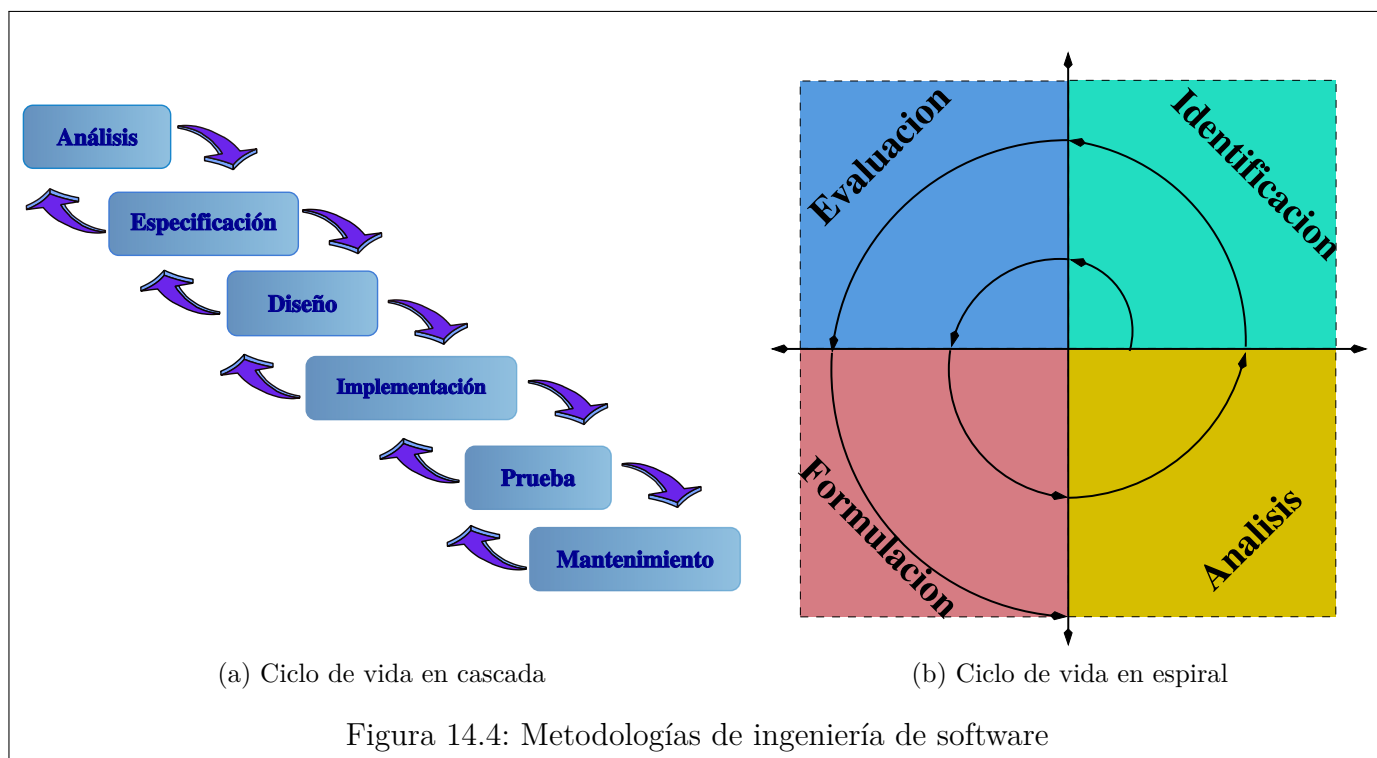 Análisis
Especificación
Diseño
Implementación
Prueba
Mantenimiento
(a) Ciclo de vida en cascada
Evaluacion
Identificacion
Formulacion
Analisis
(b) Ciclo de vida en espiral
Figura 14.4: Metodologías de ingeniería de software